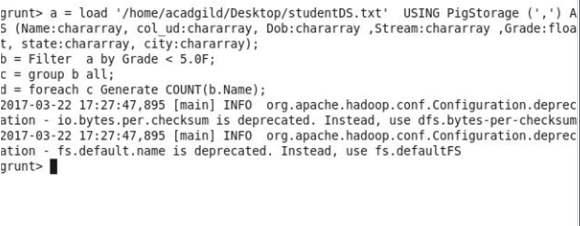 grunt> a = load '/home/acadgild/Desktop/studentDS.txt'  USING PigStorage (',') A
S (Name:chararray, col_ud:chararray, Dob:chararray ,Stream:chararray ,Grade:floa
t, state:chararray, city:chararray);
b = Filter  a by Grade < 5.0F;
c = group b all;
d = foreach c Generate COUNT(b.Name);
2017-03-22 17:27:47,895 [main] INFO  org.apache.hadoop.conf.Configuration.deprec
ation - io.bytes.per.checksum is deprecated. Instead, use dfs.bytes-per-checksum
2017-03-22 17:27:47,895 [main] INFO  org.apache.hadoop.conf.Configuration.deprec
ation - fs.default.name is deprecated. Instead, use fs.defaultFS
grunt>